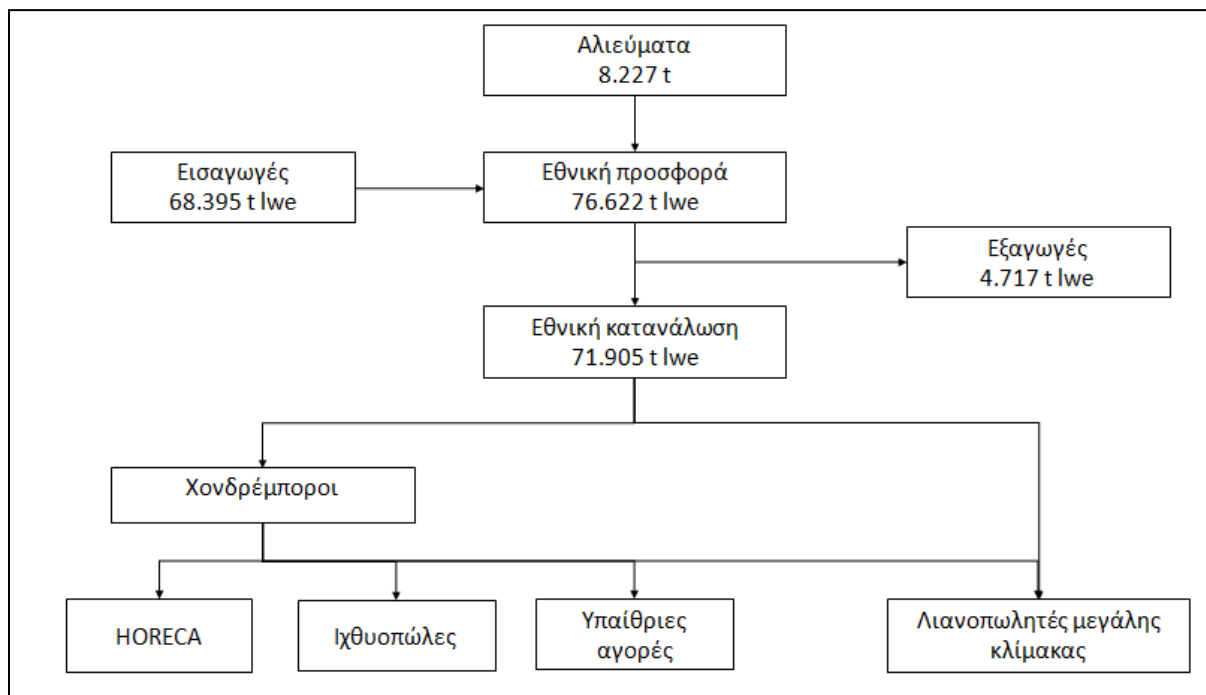 Αλιεύματα
8.227 t
Εισαγωγές
68.395 t lwe
Εθνική προσφορά
76.622 t lwe
Εξαγωγές
4.717 t lwe
Εθνική κατανάλωση
71.905 t lwe
Χονδρέμποροι
HORECA
Ιχθυοπώλες
Υπαίθριες
αγορές
Λιανοπωλητές μεγάλης
κλίμακας